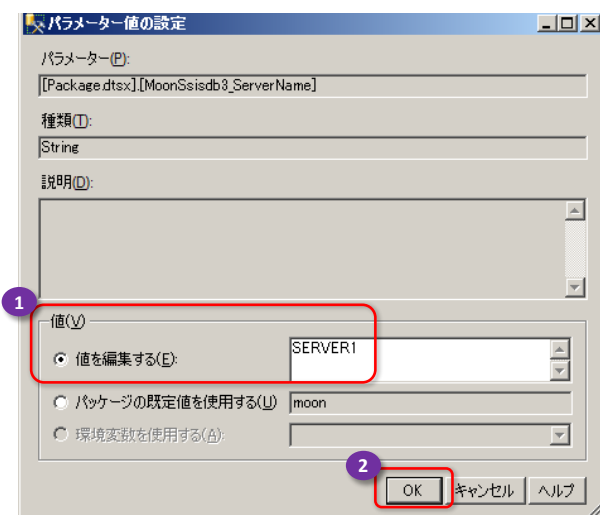 パラメーター値の設定
パラメーター(P):
[Package.dtsx].[MoonSsisdb3_ServerName]
種類(T):
String
説明(D):
1
値(V)
値を編集する(E):
SERVER1
パッケージの既定値を使用する(U)
moon
環境変数を使用する(A):
2
OK
キャンセル
ヘルプ